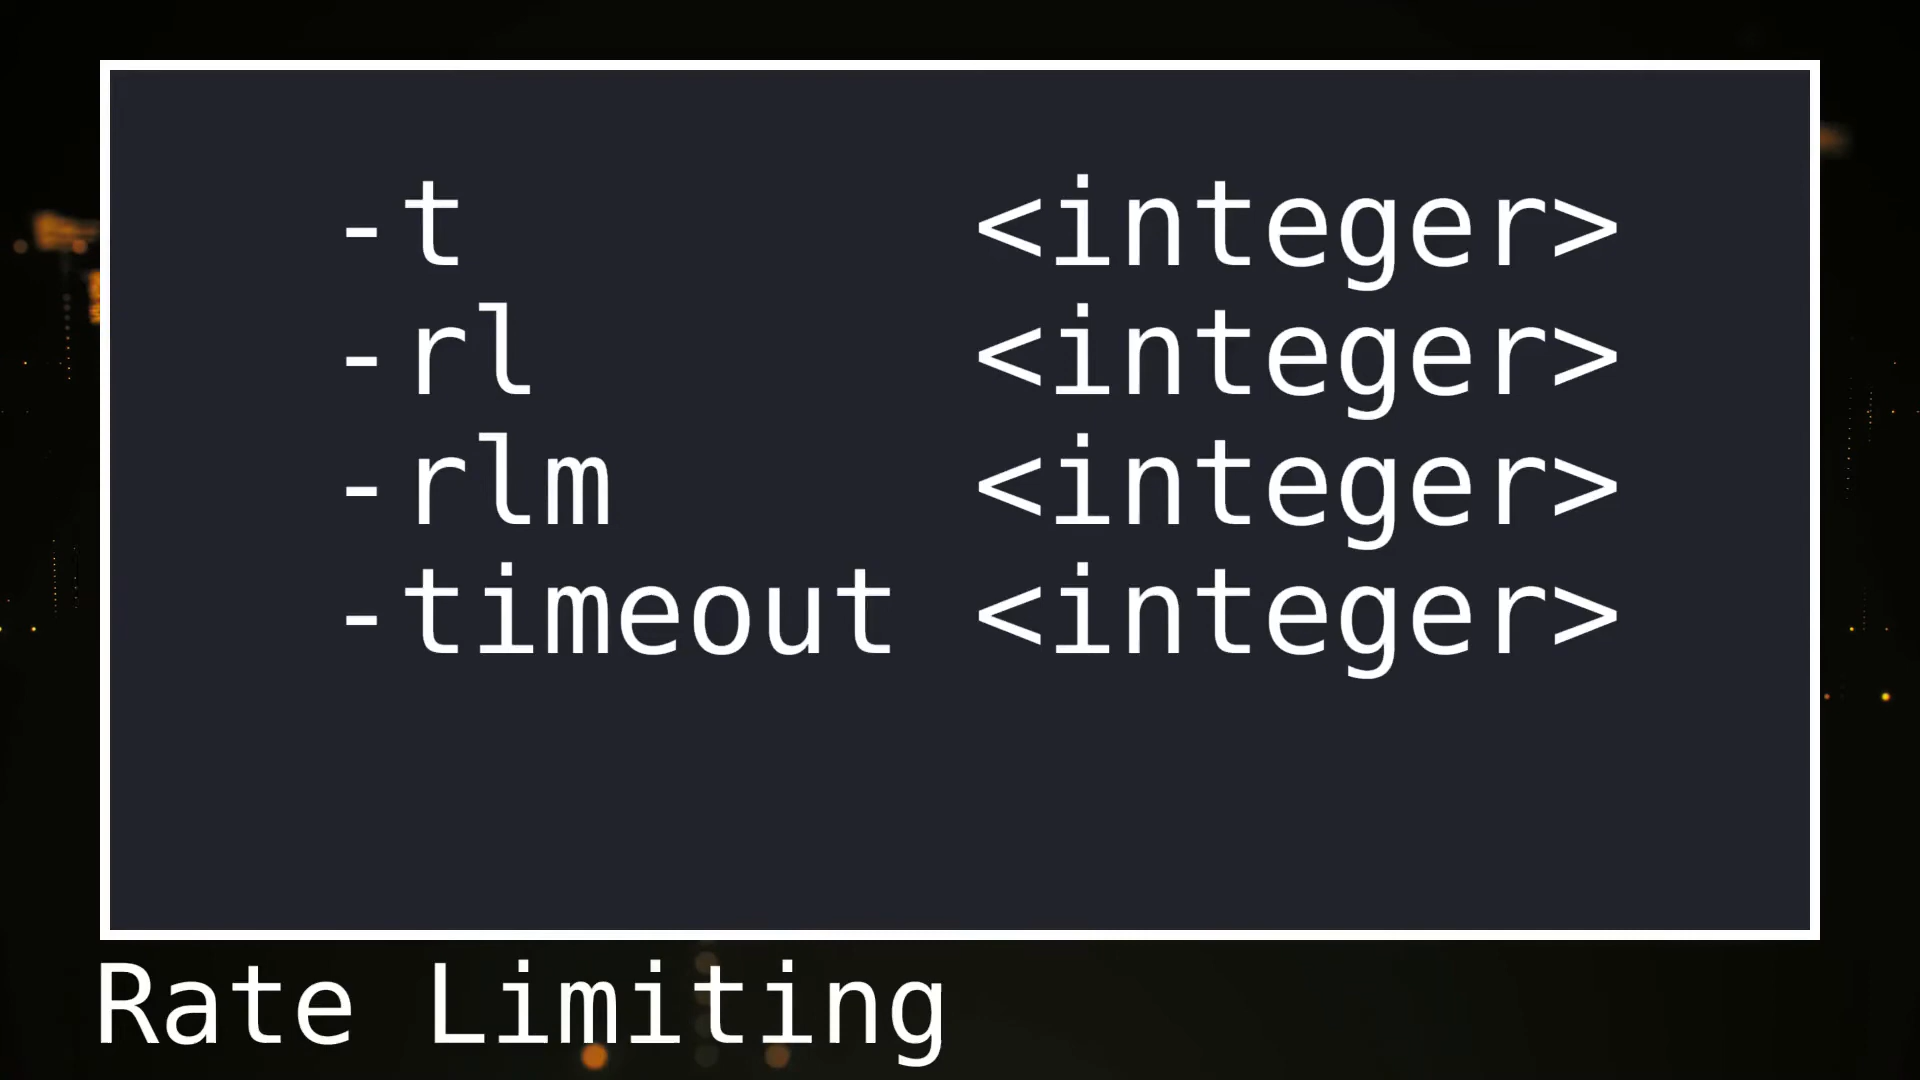 -t <integer>
-rl <integer>
-rlm <integer>
-timeout <integer>
Rate Limiting